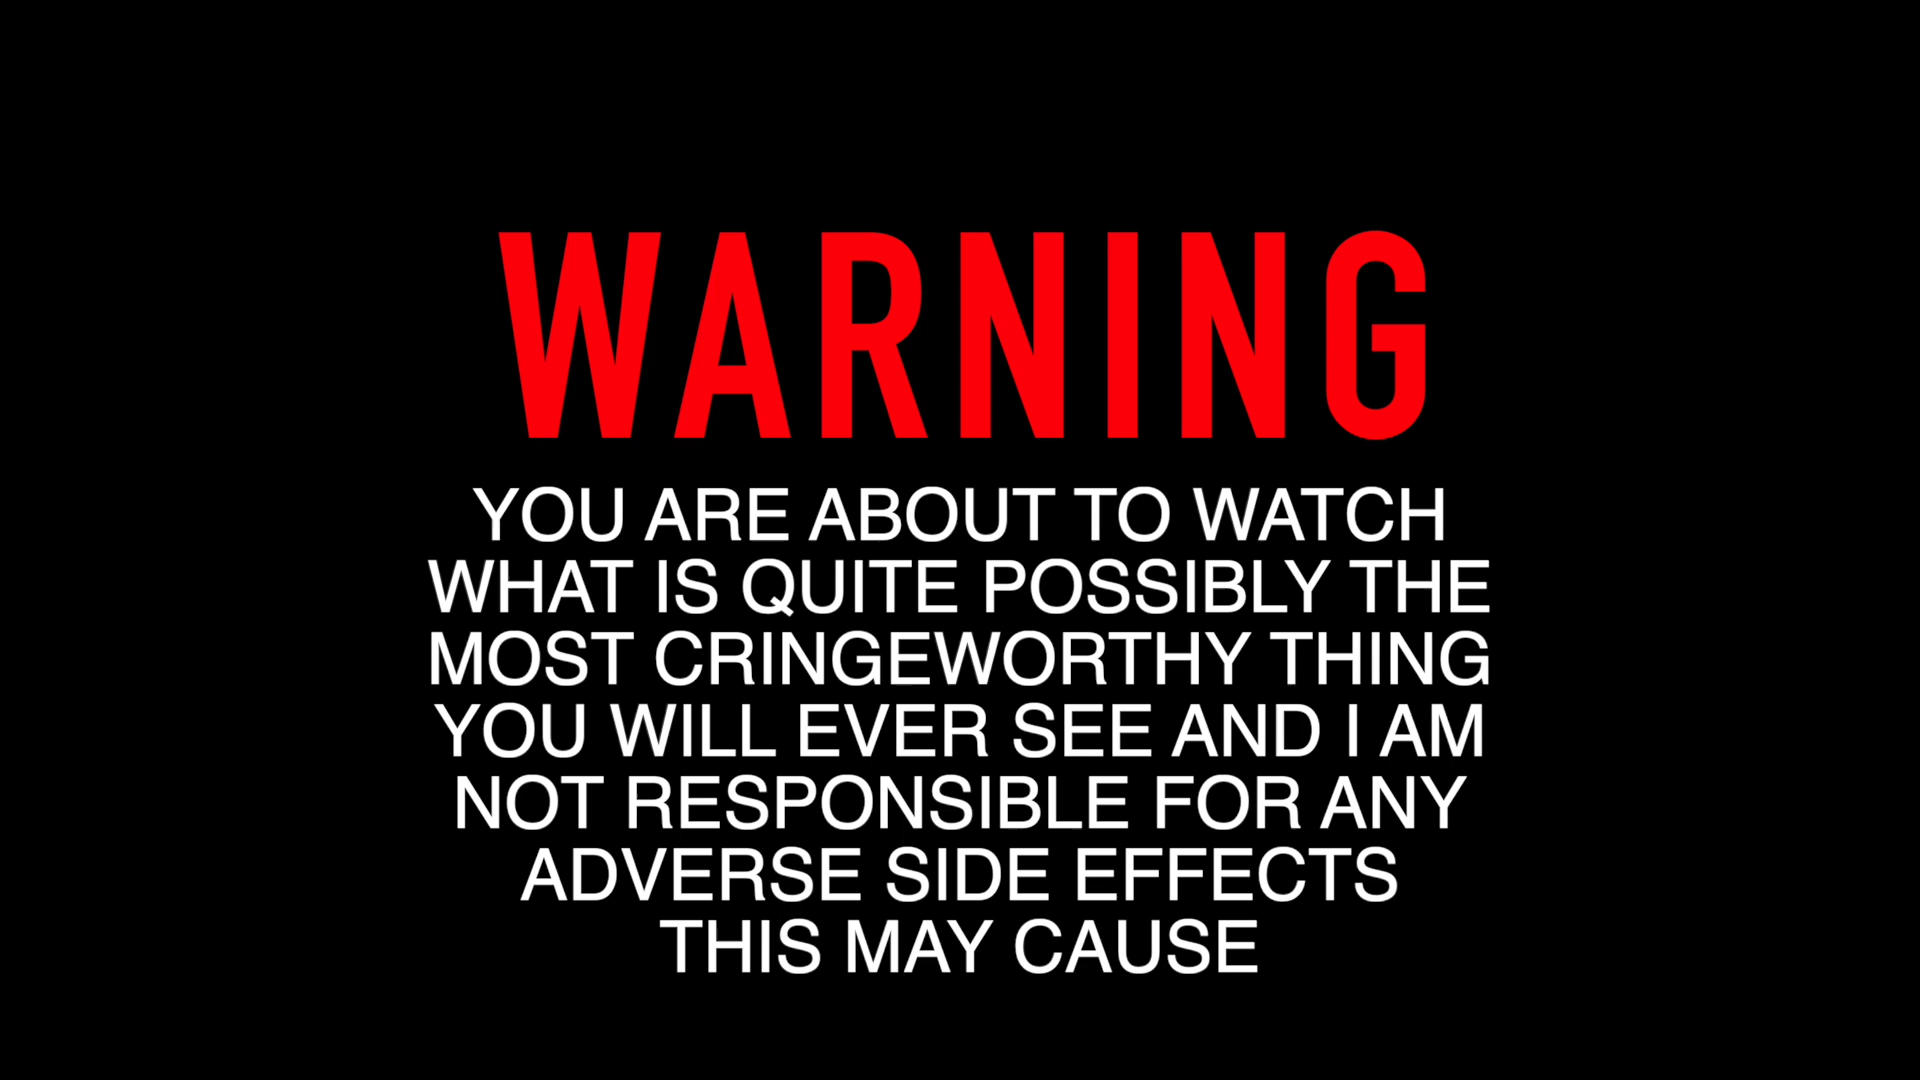 WARNING
YOU ARE ABOUT TO WATCH
WHAT IS QUITE POSSIBLY THE
MOST CRINGEWORTHY THING
YOU WILL EVER SEE AND I AM
NOT RESPONSIBLE FOR ANY
ADVERSE SIDE EFFECTS
THIS MAY CAUSE